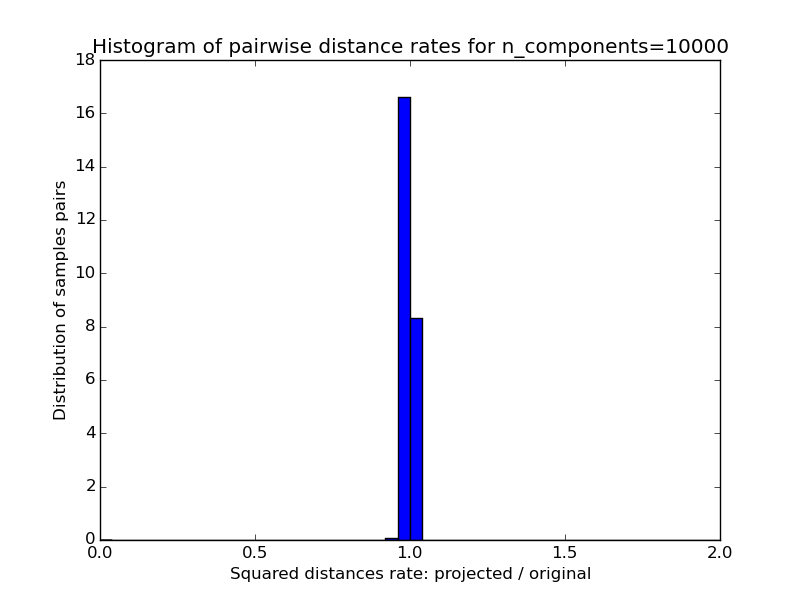 Histogram of pairwise distance rates for n_components=10000
18
16
14
12
10
8
6
4
2
0
Distribution of samples pairs
0.0 0.5 1.0 1.5 2.0
Squared distances rate: projected / original